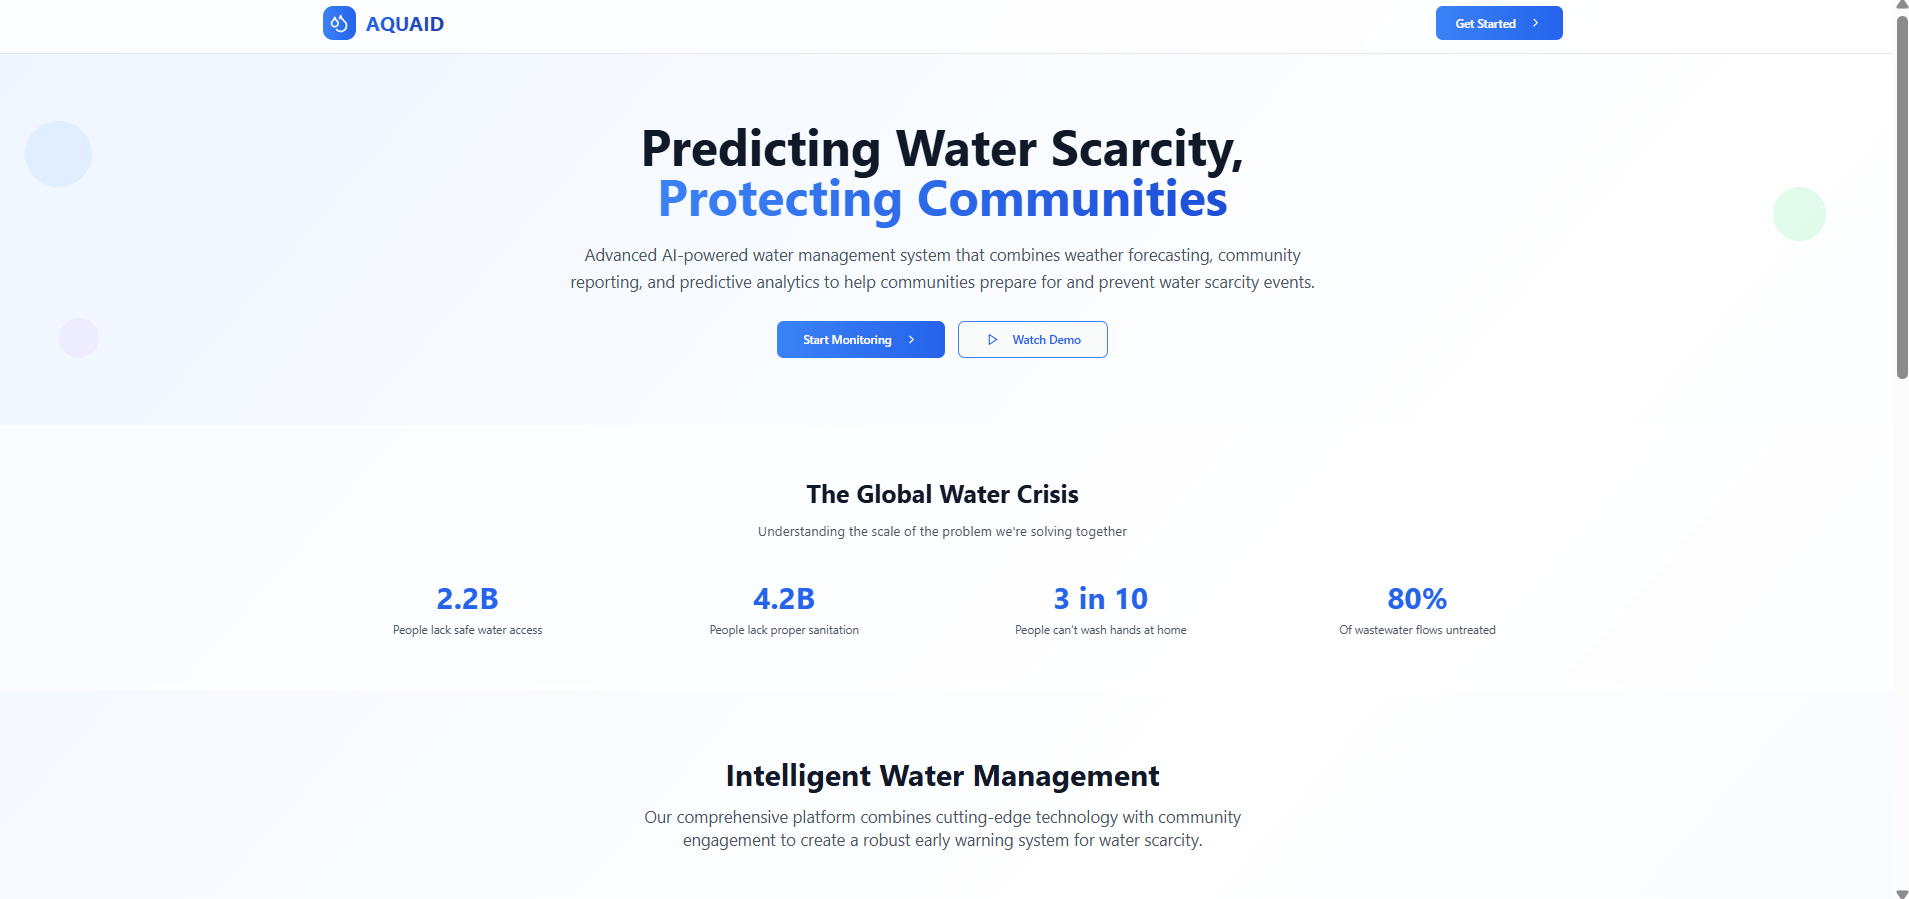 AQUAID
Get Started
Predicting Water Scarcity,
Protecting Communities
Advanced AI-powered water management system that combines weather forecasting, community
reporting, and predictive analytics to help communities prepare for and prevent water scarcity events.
Start Monitoring
Watch Demo
The Global Water Crisis
Understanding the scale of the problem we're solving together
2.2B
People lack safe water access
4.2B
People lack proper sanitation
3 in 10
People can't wash hands at home
80%
Of wastewater flows untreated
Intelligent Water Management
Our comprehensive platform combines cutting-edge technology with community
engagement to create a robust early warning system for water scarcity.